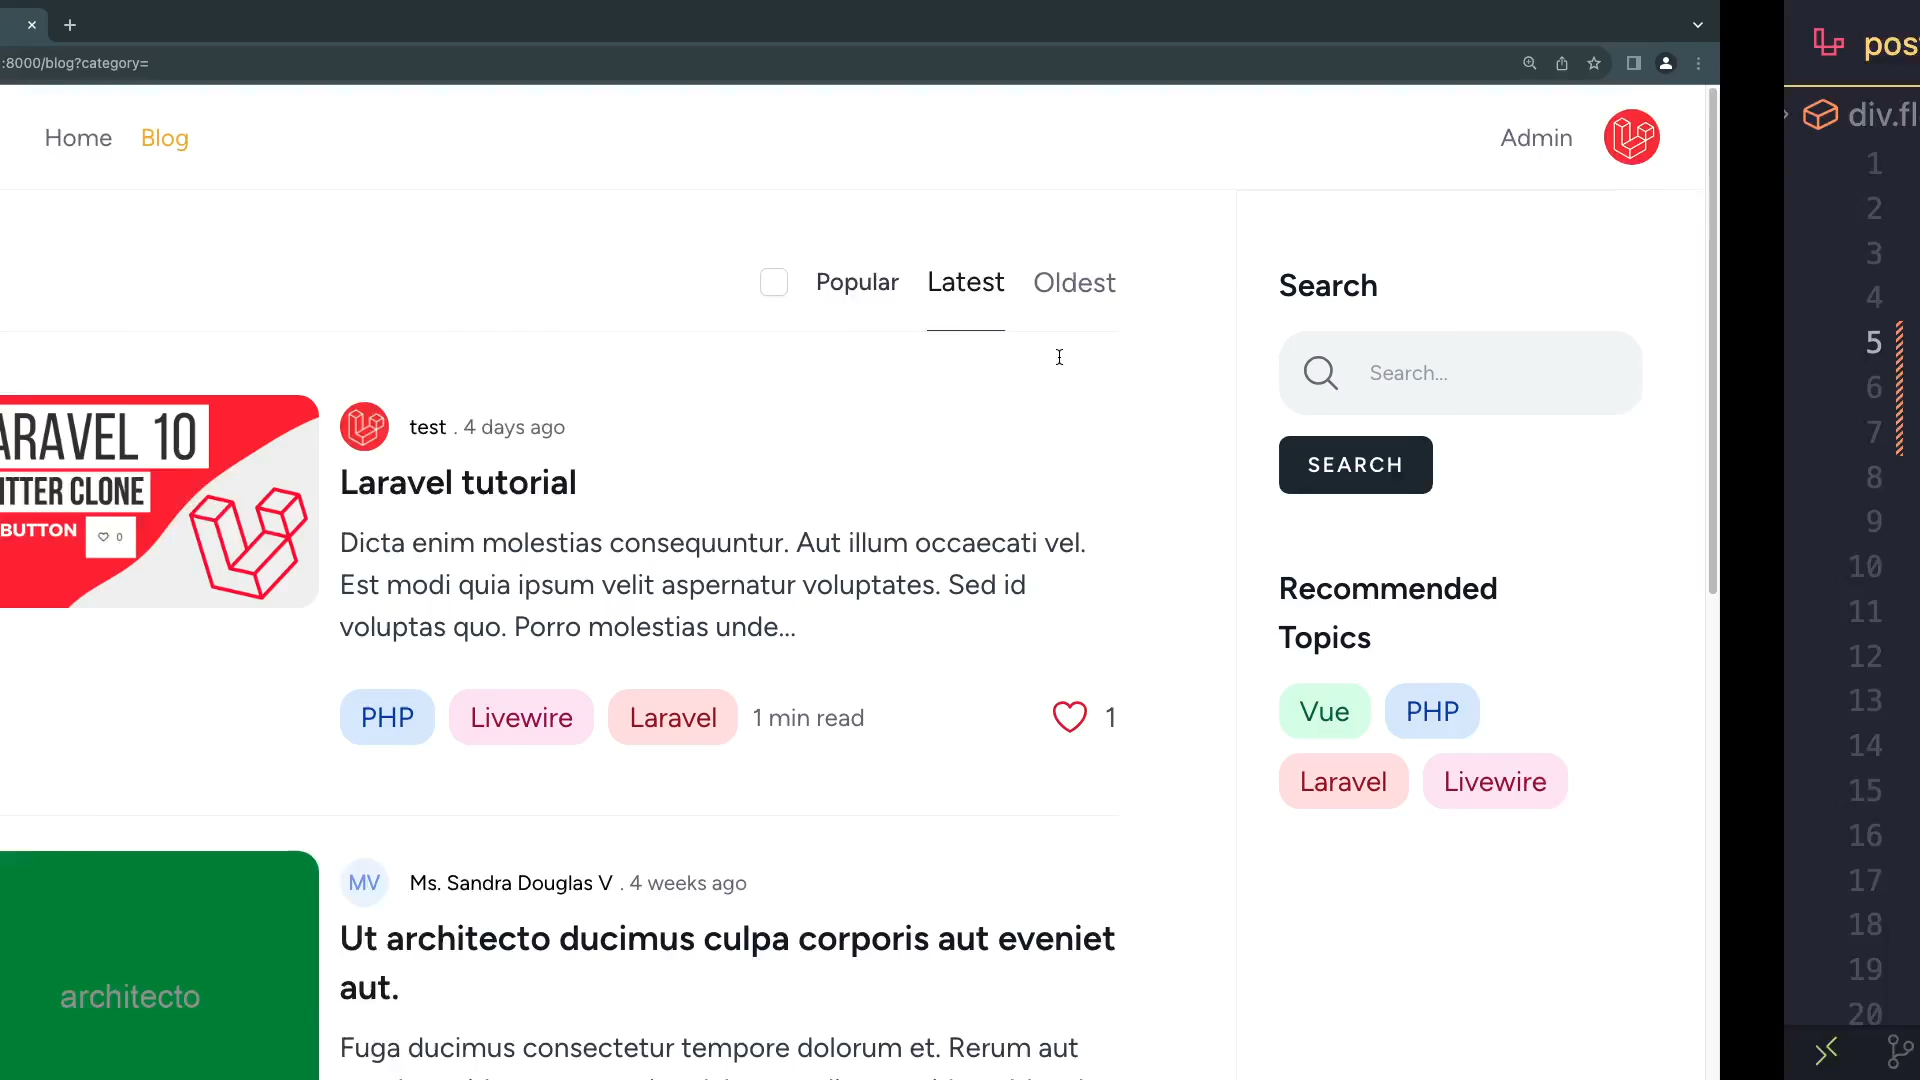 :8000/blog?category=
Home
Blog
Admin
Popular
Latest
Oldest
Search
Search...
SEARCH
ARAVEL 10
ITTER CLONE
BUTTON
0
test . 4 days ago
Laravel tutorial
Dicta enim molestias consequuntur. Aut illum occaecati vel.
Est modi quia ipsum velit aspernatur voluptates. Sed id
voluptas quo. Porro molestias unde...
PHP
Livewire
Laravel
1 min read
1
Recommended
Topics
Vue
PHP
Laravel
Livewire
architecto
MV
Ms. Sandra Douglas V . 4 weeks ago
Ut architecto ducimus culpa corporis aut eveniet
aut.
Fuga ducimus consectetur tempore dolorum et. Rerum aut
pos
div.fl
1
2
3
4
5
6
7
8
9
10
11
12
13
14
15
16
17
18
19
20